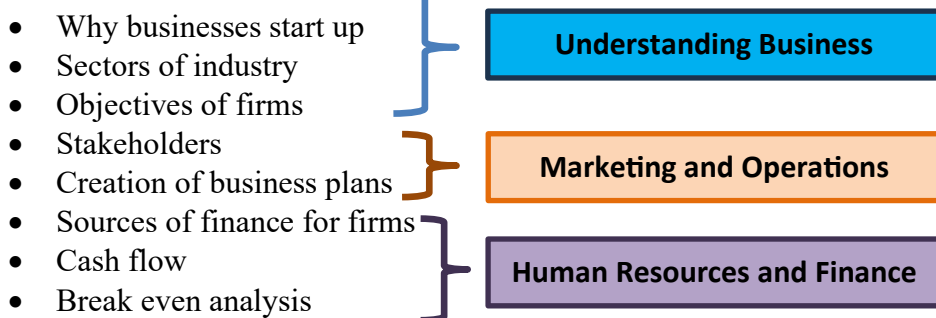 • Why businesses start up
• Sectors of industry
• Objectives of firms
Understanding Business
• Stakeholders
• Creation of business plans
Marketing and Operations
• Sources of finance for firms
• Cash flow
• Break even analysis
Human Resources and Finance